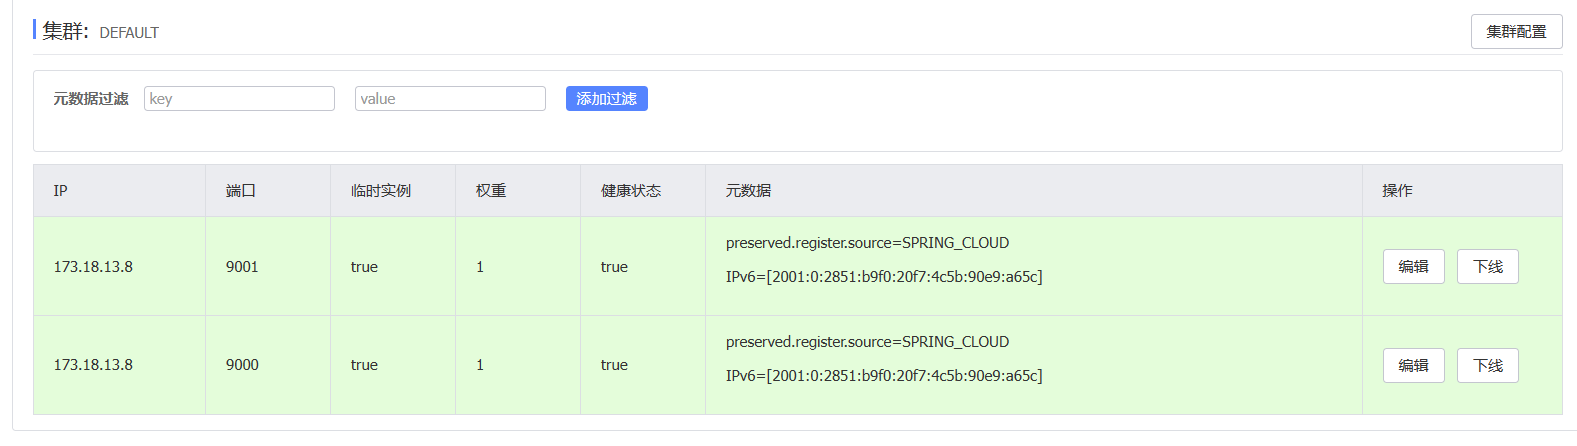 集群: DEFAULT
集群配置
元数据过滤 key value 添加过滤
IP 端口 临时实例 权重 健康状态 元数据 操作
preserved.register.source=SPRING_CLOUD
173.18.13.8 9001 true 1 true 编辑 下线
IPv6=[2001:0:2851:b9f0:20f7:4c5b:90e9:a65c]
preserved.register.source=SPRING_CLOUD
173.18.13.8 9000 true 1 true 编辑 下线
IPv6=[2001:0:2851:b9f0:20f7:4c5b:90e9:a65c]